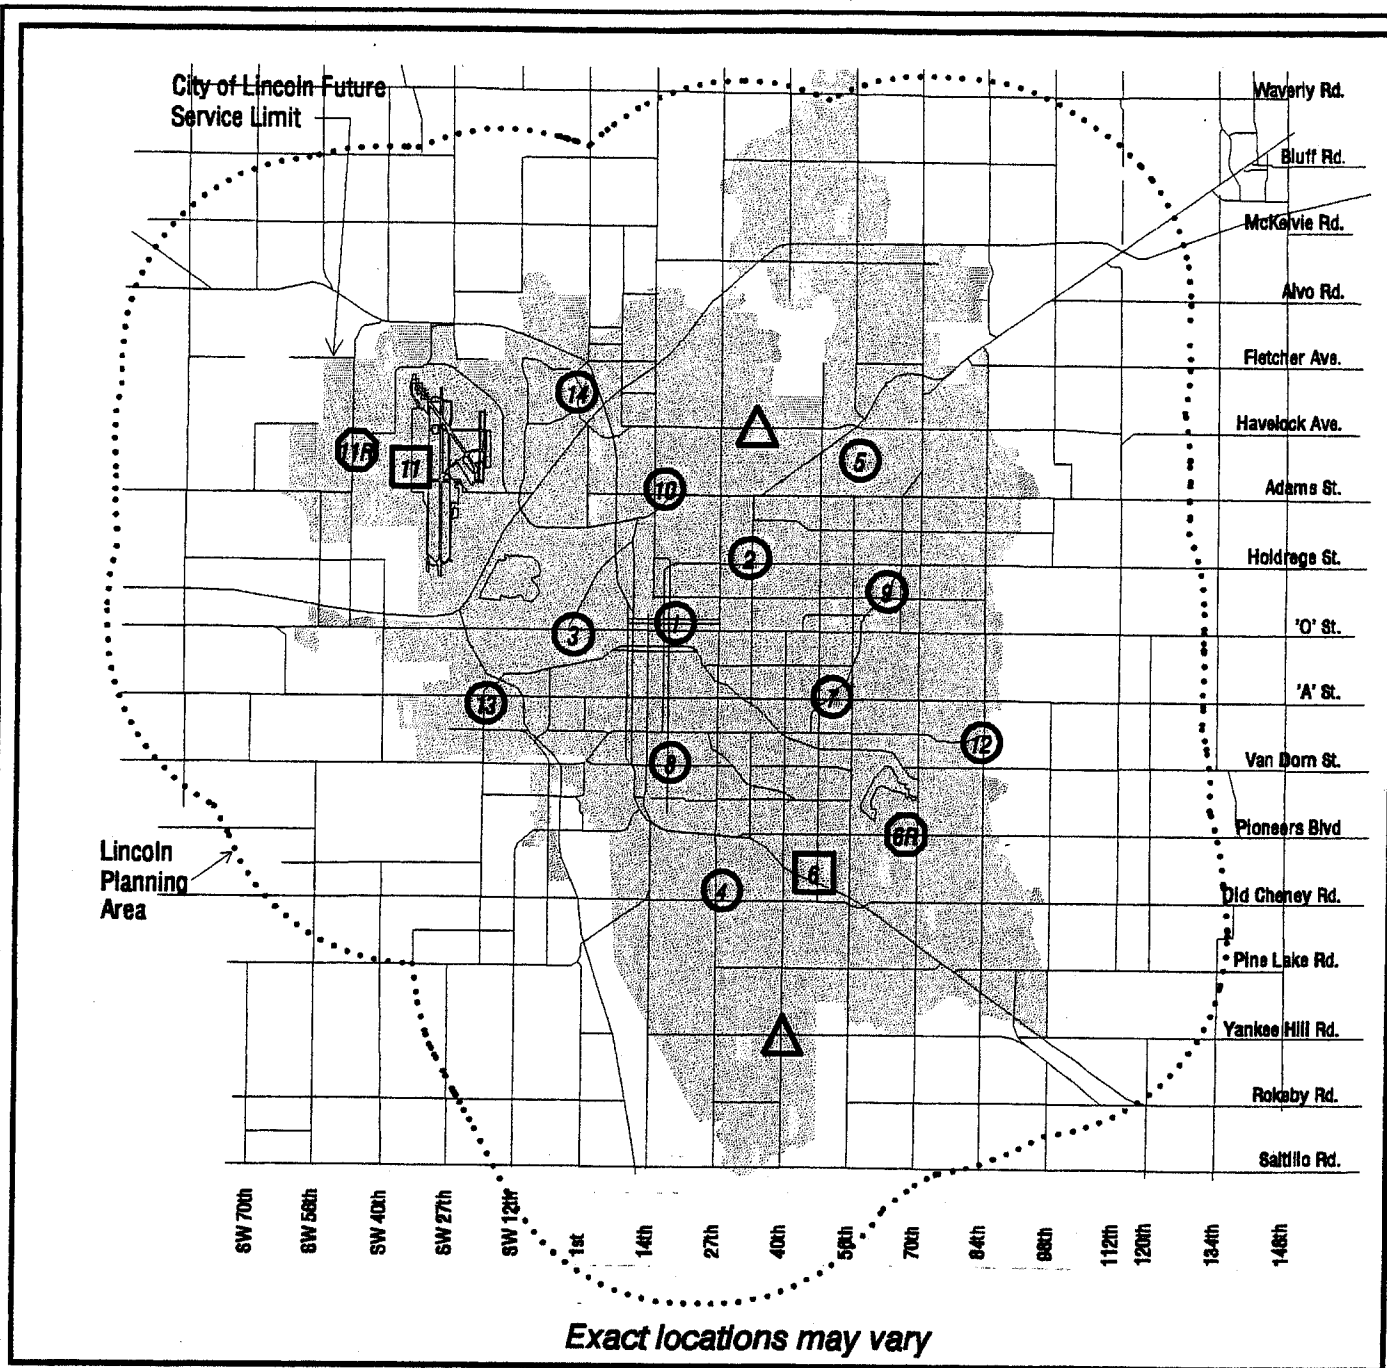 City of Lincoln Future
Service Limit
Waverly Rd.
Bluff Rd.
McKelvie Rd.
Alvo Rd.
Fletcher Ave.
14
Havelock Ave.
11R
11
5
10
Adams St.
2
Holdrege St.
9
1
3
'O' St.
13
7
'A' St.
12
8
Van Dorn St.
6R
Pioneers Blvd
Lincoln
Planning
Area
6
4
Old Cheney Rd.
Pine Lake Rd.
Yankee Hill Rd.
Rokeby Rd.
Saltillo Rd.
SW 70th
SW 56th
SW 40th
SW 27th
SW 12th
1st
14th
27th
40th
56th
70th
84th
98th
112th
120th
134th
148th
Exact locations may vary